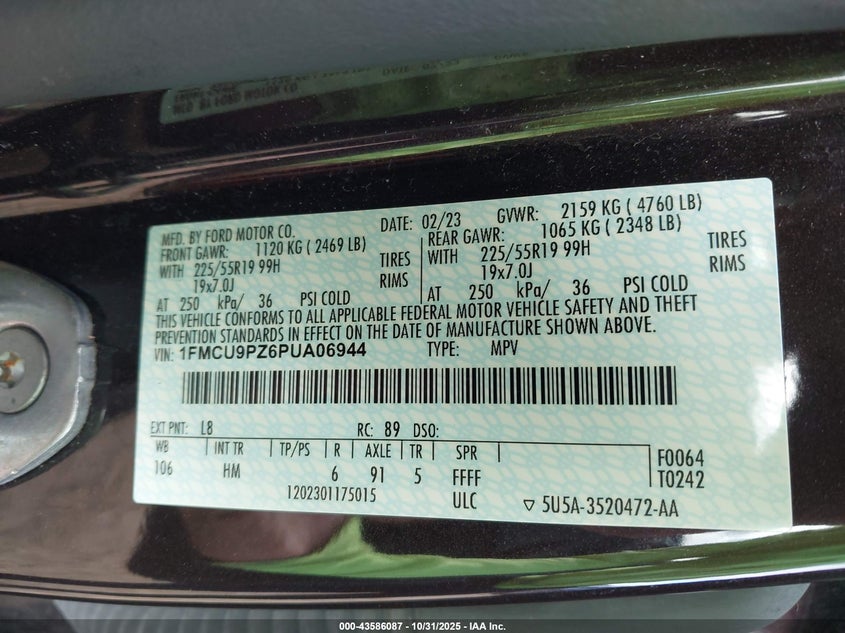 MFD. BY FORD MOTOR CO.
DATE: 02/23 GVWR: 2159 KG ( 4760 LB)
FRONT GAWR: 1120 KG ( 2469 LB)
WITH 225/55R19 99H TIRES
19x7.0J RIMS
AT 250 kPa/ 36 PSI COLD
REAR GAWR: 1065 KG ( 2348 LB)
WITH 225/55R19 99H TIRES
19x7.0J RIMS
AT 250 kPa/ 36 PSI COLD
THIS VEHICLE CONFORMS TO ALL APPLICABLE FEDERAL MOTOR VEHICLE SAFETY AND THEFT
PREVENTION STANDARDS IN EFFECT ON THE DATE OF MANUFACTURE SHOWN ABOVE.
VIN: 1FMCU9PZ6PUA06944 TYPE: MPV
EXT PNT: L8 RC: 89 DSO:
WB INT TR TP/PS R AXLE TR SPR
106 HM 6 91 5 FFFF
F0064
T0242
1202301175015 ULC ▽ 5U5A-3520472-AA
000-43586087 - 10/31/2025 - IAA Inc.